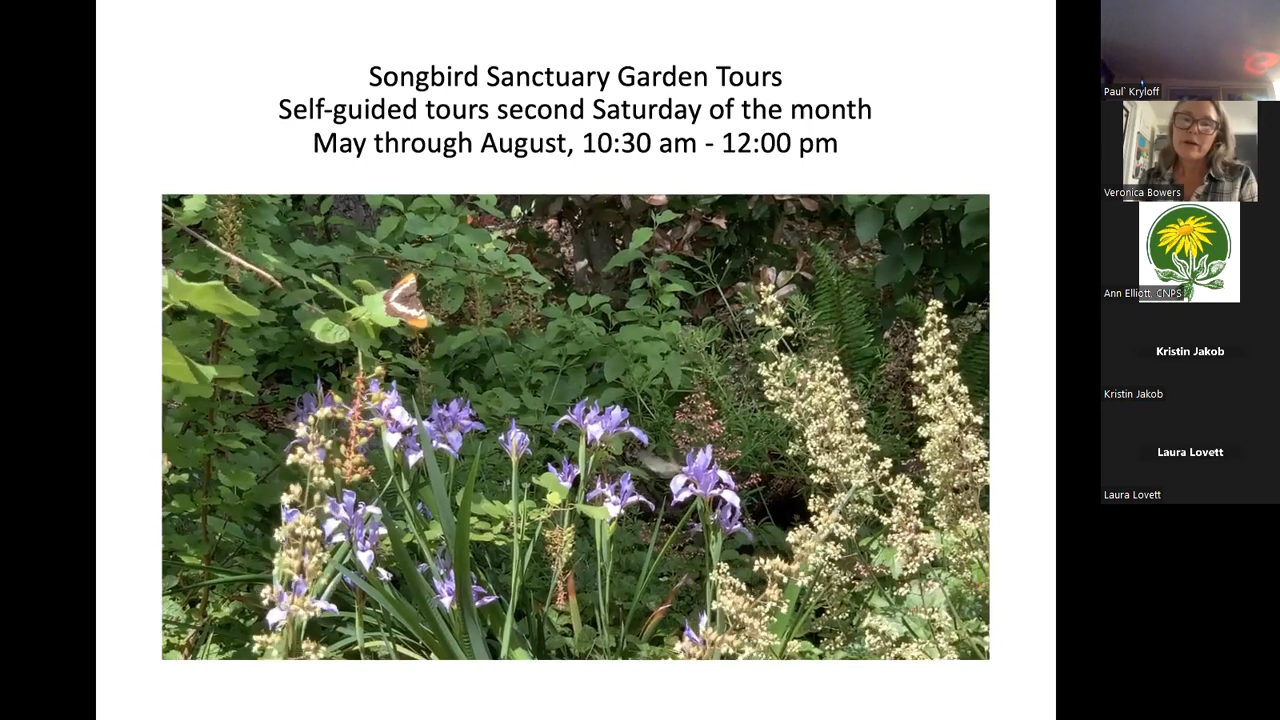 Songbird Sanctuary Garden Tours
Self-guided tours second Saturday of the month
May through August, 10:30 am - 12:00 pm
Paul` Kryloff
Veronica Bowers
Ann Elliott, CNPS
Kristin Jakob
Kristin Jakob
Laura Lovett
Laura Lovett